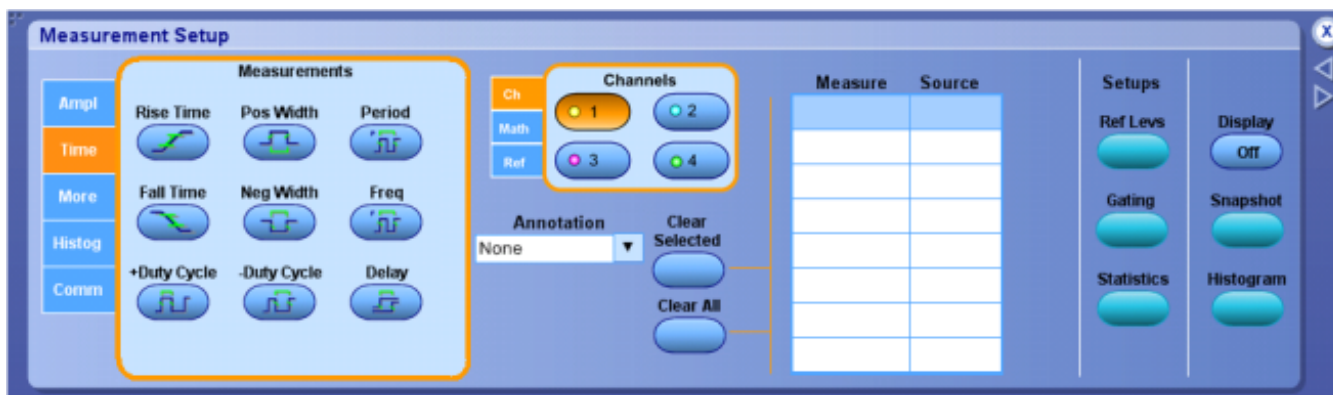 Measurement Setup
X
Ampl
Time
More
Histog
Comm
Measurements
Rise Time Pos Width Period
Fall Time Neg Width Freq
+Duty Cycle -Duty Cycle Delay
Ch
Math
Ref
Channels
1 2
3 4
Annotation
None
Clear
Selected
Clear All
Measure Source
Setups
Ref Levs
Gating
Statistics
Display
Off
Snapshot
Histogram